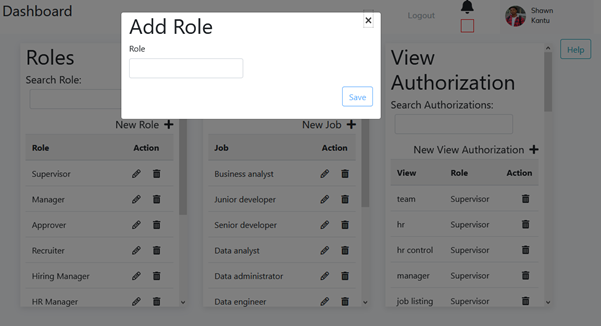 Dashboard
Logout
Shawn
Kantu
Help
Add Role
×
Role
Save
Roles
Search Role:
New Role +
Role Action
Supervisor
Manager
Approver
Recruiter
Hiring Manager
HR Manager
New Job +
Job Action
Business analyst
Junior developer
Senior developer
Data analyst
Data administrator
Data engineer
View
Authorization
Search Authorizations:
New View Authorization +
View Role Action
team Supervisor
hr Supervisor
hr control Supervisor
manager Supervisor
job listing Supervisor